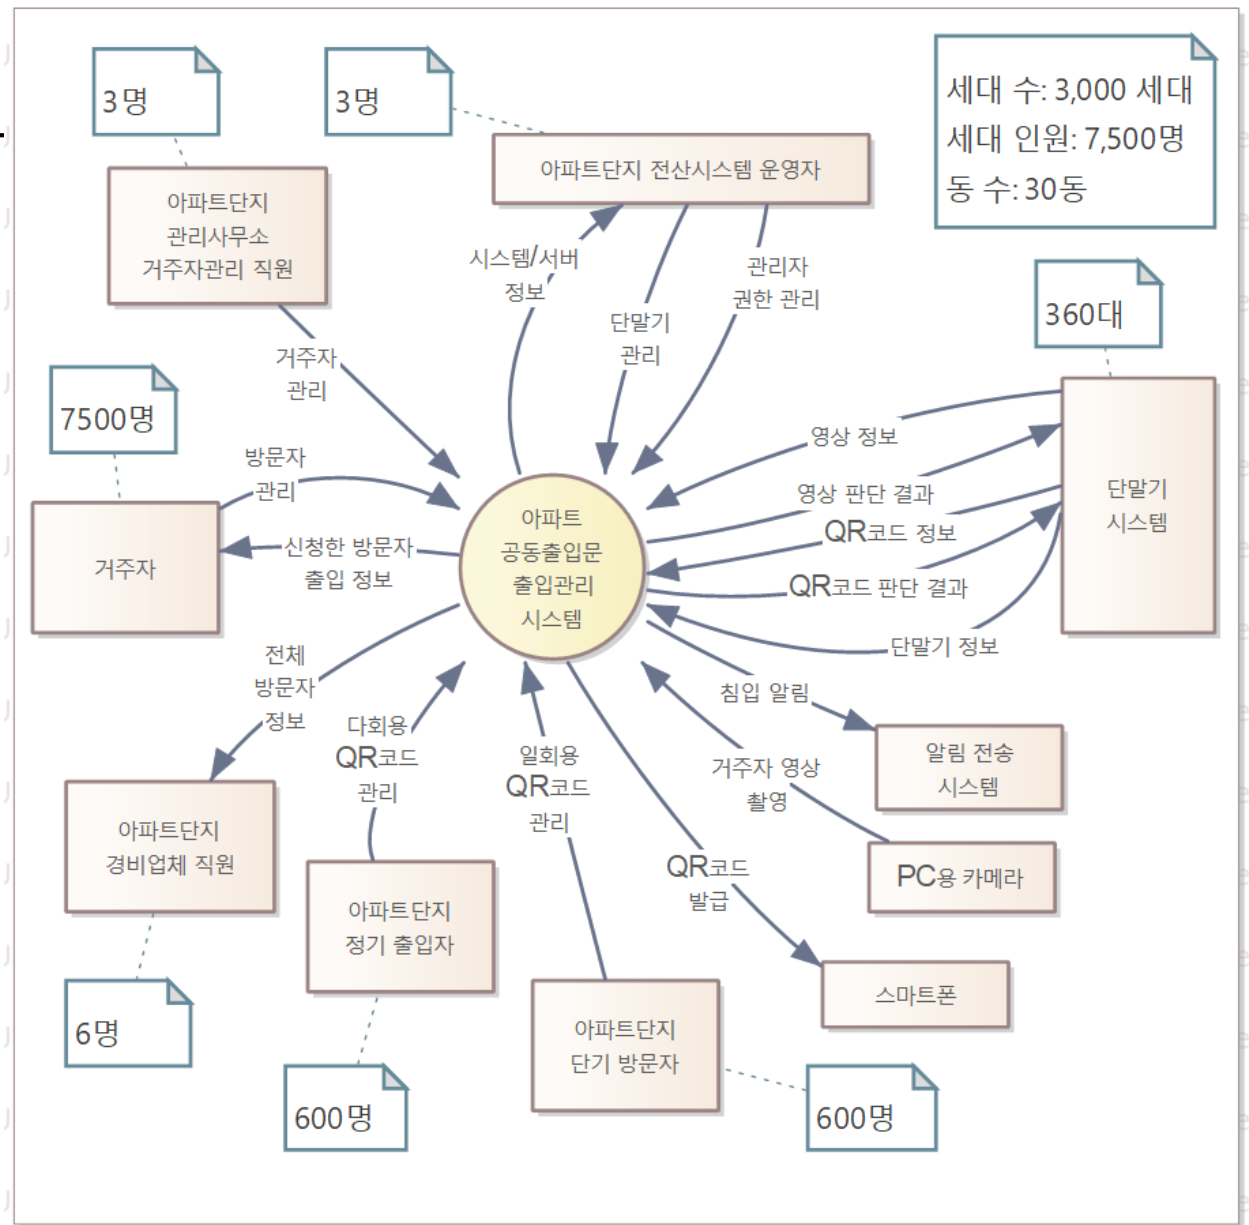 3명
3명
세대 수: 3,000 세대
세대 인원: 7,500명
동 수: 30동
아파트단지 전산시스템 운영자
아파트단지
관리사무소
거주자관리 직원
시스템/서버
정보
관리자
권한 관리
단말기
관리
360대
거주자
관리
7500명
영상 정보
방문자
관리
영상 판단 결과
단말기
시스템
QR코드 정보
아파트
공동출입문
출입관리
시스템
신청한 방문자
출입 정보
거주자
QR코드 판단 결과
단말기 정보
전체
방문자
정보
침입 알림
다회용
QR코드
관리
일회용
QR코드
관리
거주자 영상
촬영
알림 전송
시스템
아파트단지
경비업체 직원
QR코드
발급
PC용 카메라
아파트단지
정기 출입자
스마트폰
6명
아파트단지
단기 방문자
600명
600명